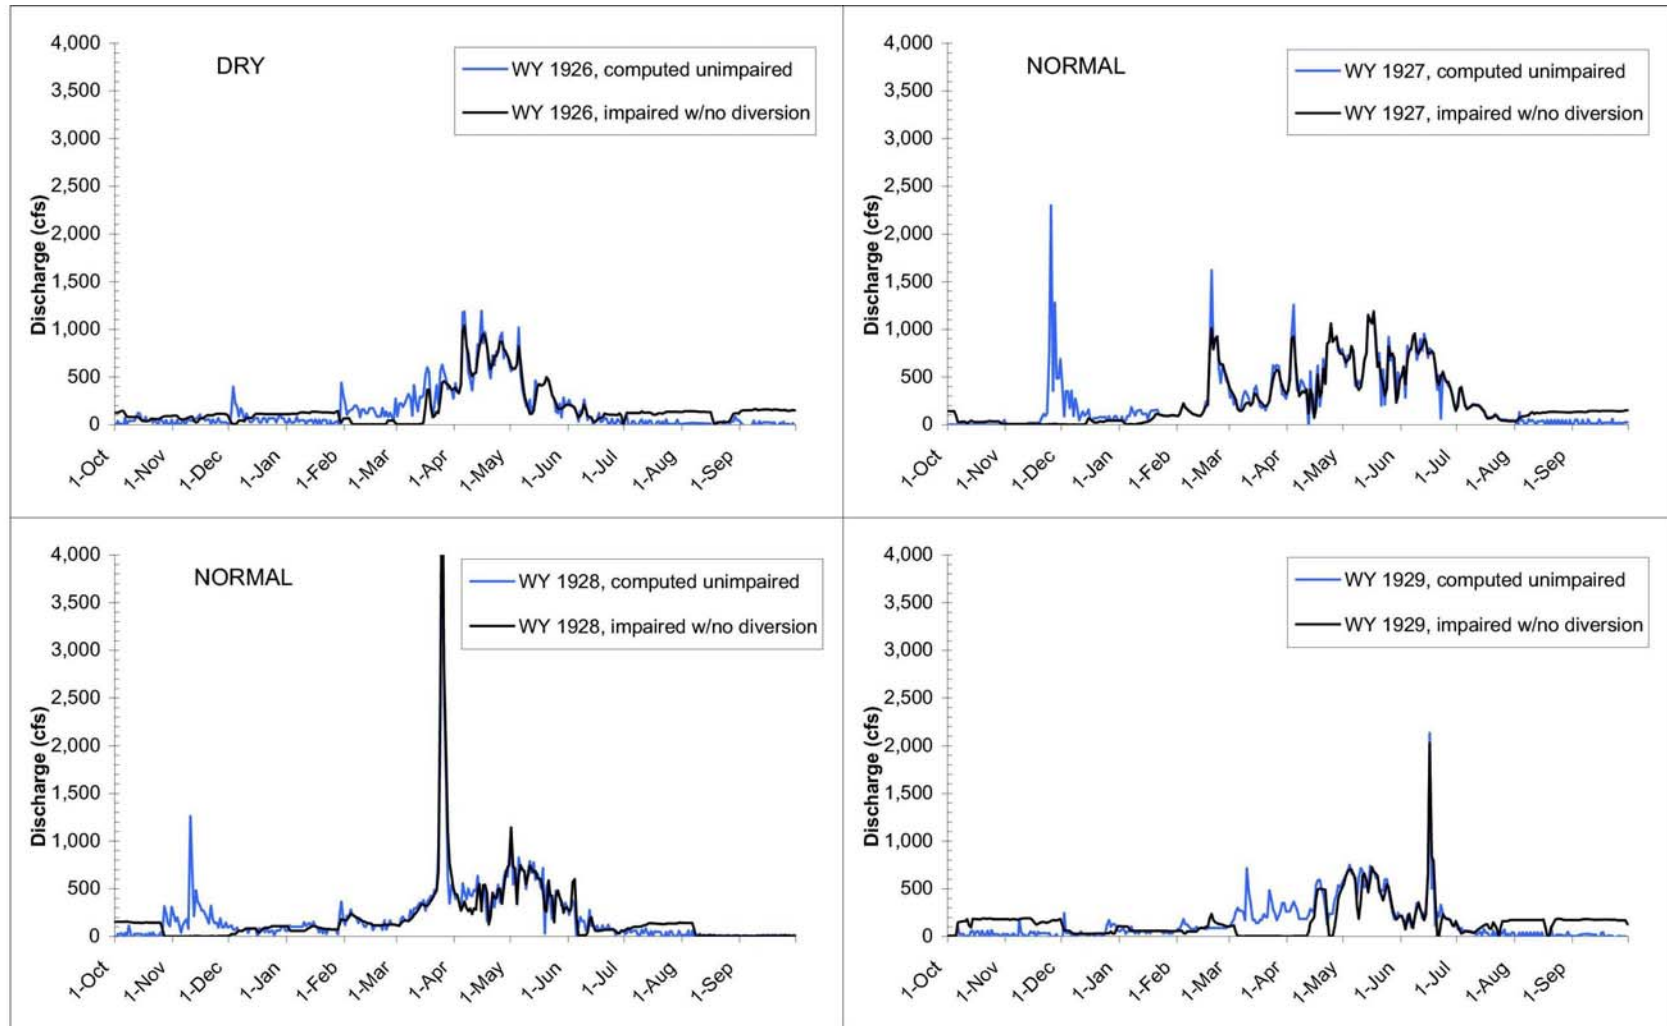 DRY
WY 1926, computed unimpaired
WY 1926, impaired w/no diversion
Discharge (cfs)
4,000
3,500
3,000
2,500
2,000
1,500
1,000
500
0
1-Oct
1-Nov
1-Dec
1-Jan
1-Feb
1-Mar
1-Apr
1-May
1-Jun
1-Jul
1-Aug
1-Sep
NORMAL
WY 1927, computed unimpaired
WY 1927, impaired w/no diversion
Discharge (cfs)
4,000
3,500
3,000
2,500
2,000
1,500
1,000
500
0
1-Oct
1-Nov
1-Dec
1-Jan
1-Feb
1-Mar
1-Apr
1-May
1-Jun
1-Jul
1-Aug
1-Sep
NORMAL
WY 1928, computed unimpaired
WY 1928, impaired w/no diversion
Discharge (cfs)
4,000
3,500
3,000
2,500
2,000
1,500
1,000
500
0
1-Oct
1-Nov
1-Dec
1-Jan
1-Feb
1-Mar
1-Apr
1-May
1-Jun
1-Jul
1-Aug
1-Sep
WY 1929, computed unimpaired
WY 1929, impaired w/no diversion
Discharge (cfs)
4,000
3,500
3,000
2,500
2,000
1,500
1,000
500
0
1-Oct
1-Nov
1-Dec
1-Jan
1-Feb
1-Mar
1-Apr
1-May
1-Jun
1-Jul
1-Aug
1-Sep